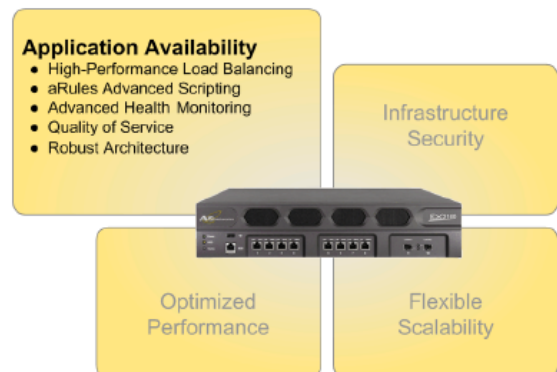 Application Availability
● High-Performance Load Balancing
● aRules Advanced Scripting
● Advanced Health Monitoring
● Quality of Service
● Robust Architecture
Infrastructure
Security
Optimized
Performance
Flexible
Scalability